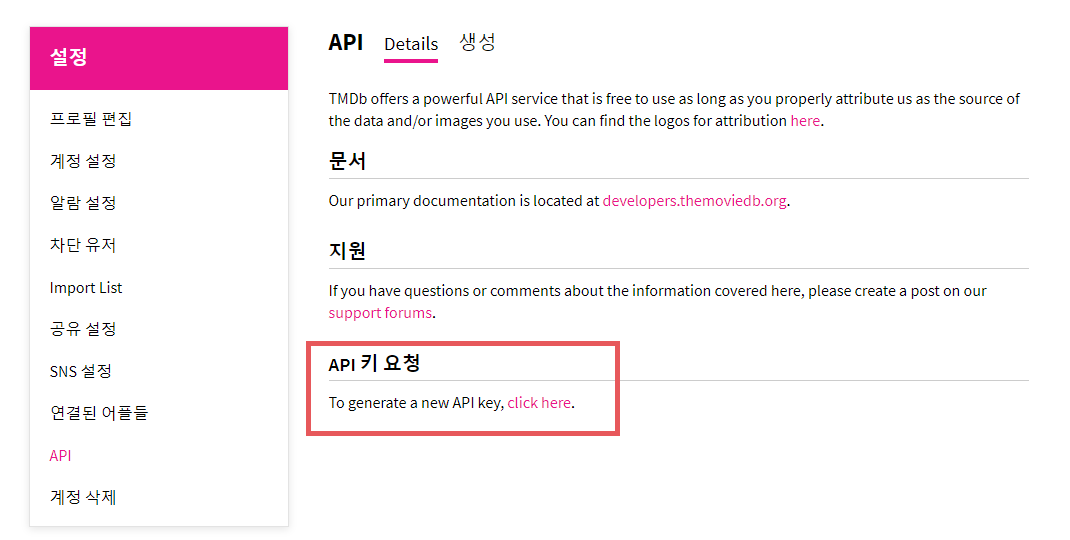 설정
프로필 편집
계정 설정
알람 설정
차단 유저
Import List
공유 설정
SNS 설정
연결된 어플들
API
계정 삭제
API Details 생성
TMDb offers a powerful API service that is free to use as long as you properly attribute us as the source of
the data and/or images you use. You can find the logos for attribution here.
문서
Our primary documentation is located at developers.themoviedb.org.
지원
If you have questions or comments about the information covered here, please create a post on our
support forums.
API 키 요청
To generate a new API key, click here.